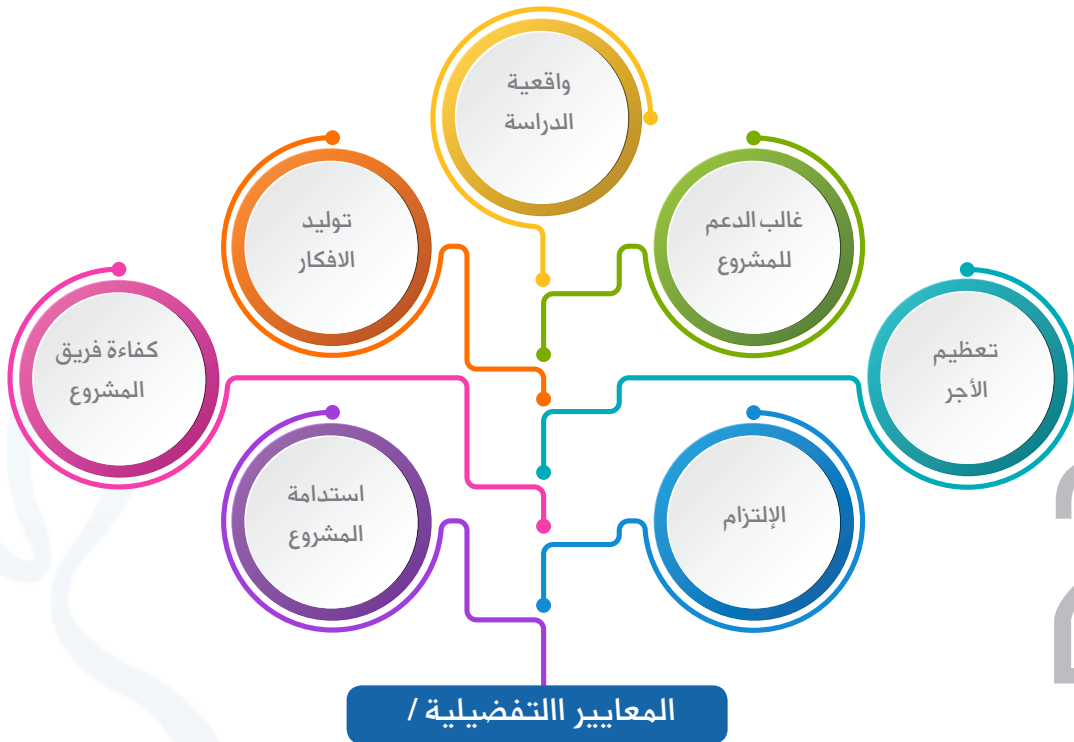 واقعية
الدراسة
غالب الدعم
للمشروع
توليد
الافكار
تعظيم
الأجر
كفاءة فريق
المشروع
الإلتزام
استدامة
المشروع
المعايير االتفضيلية /